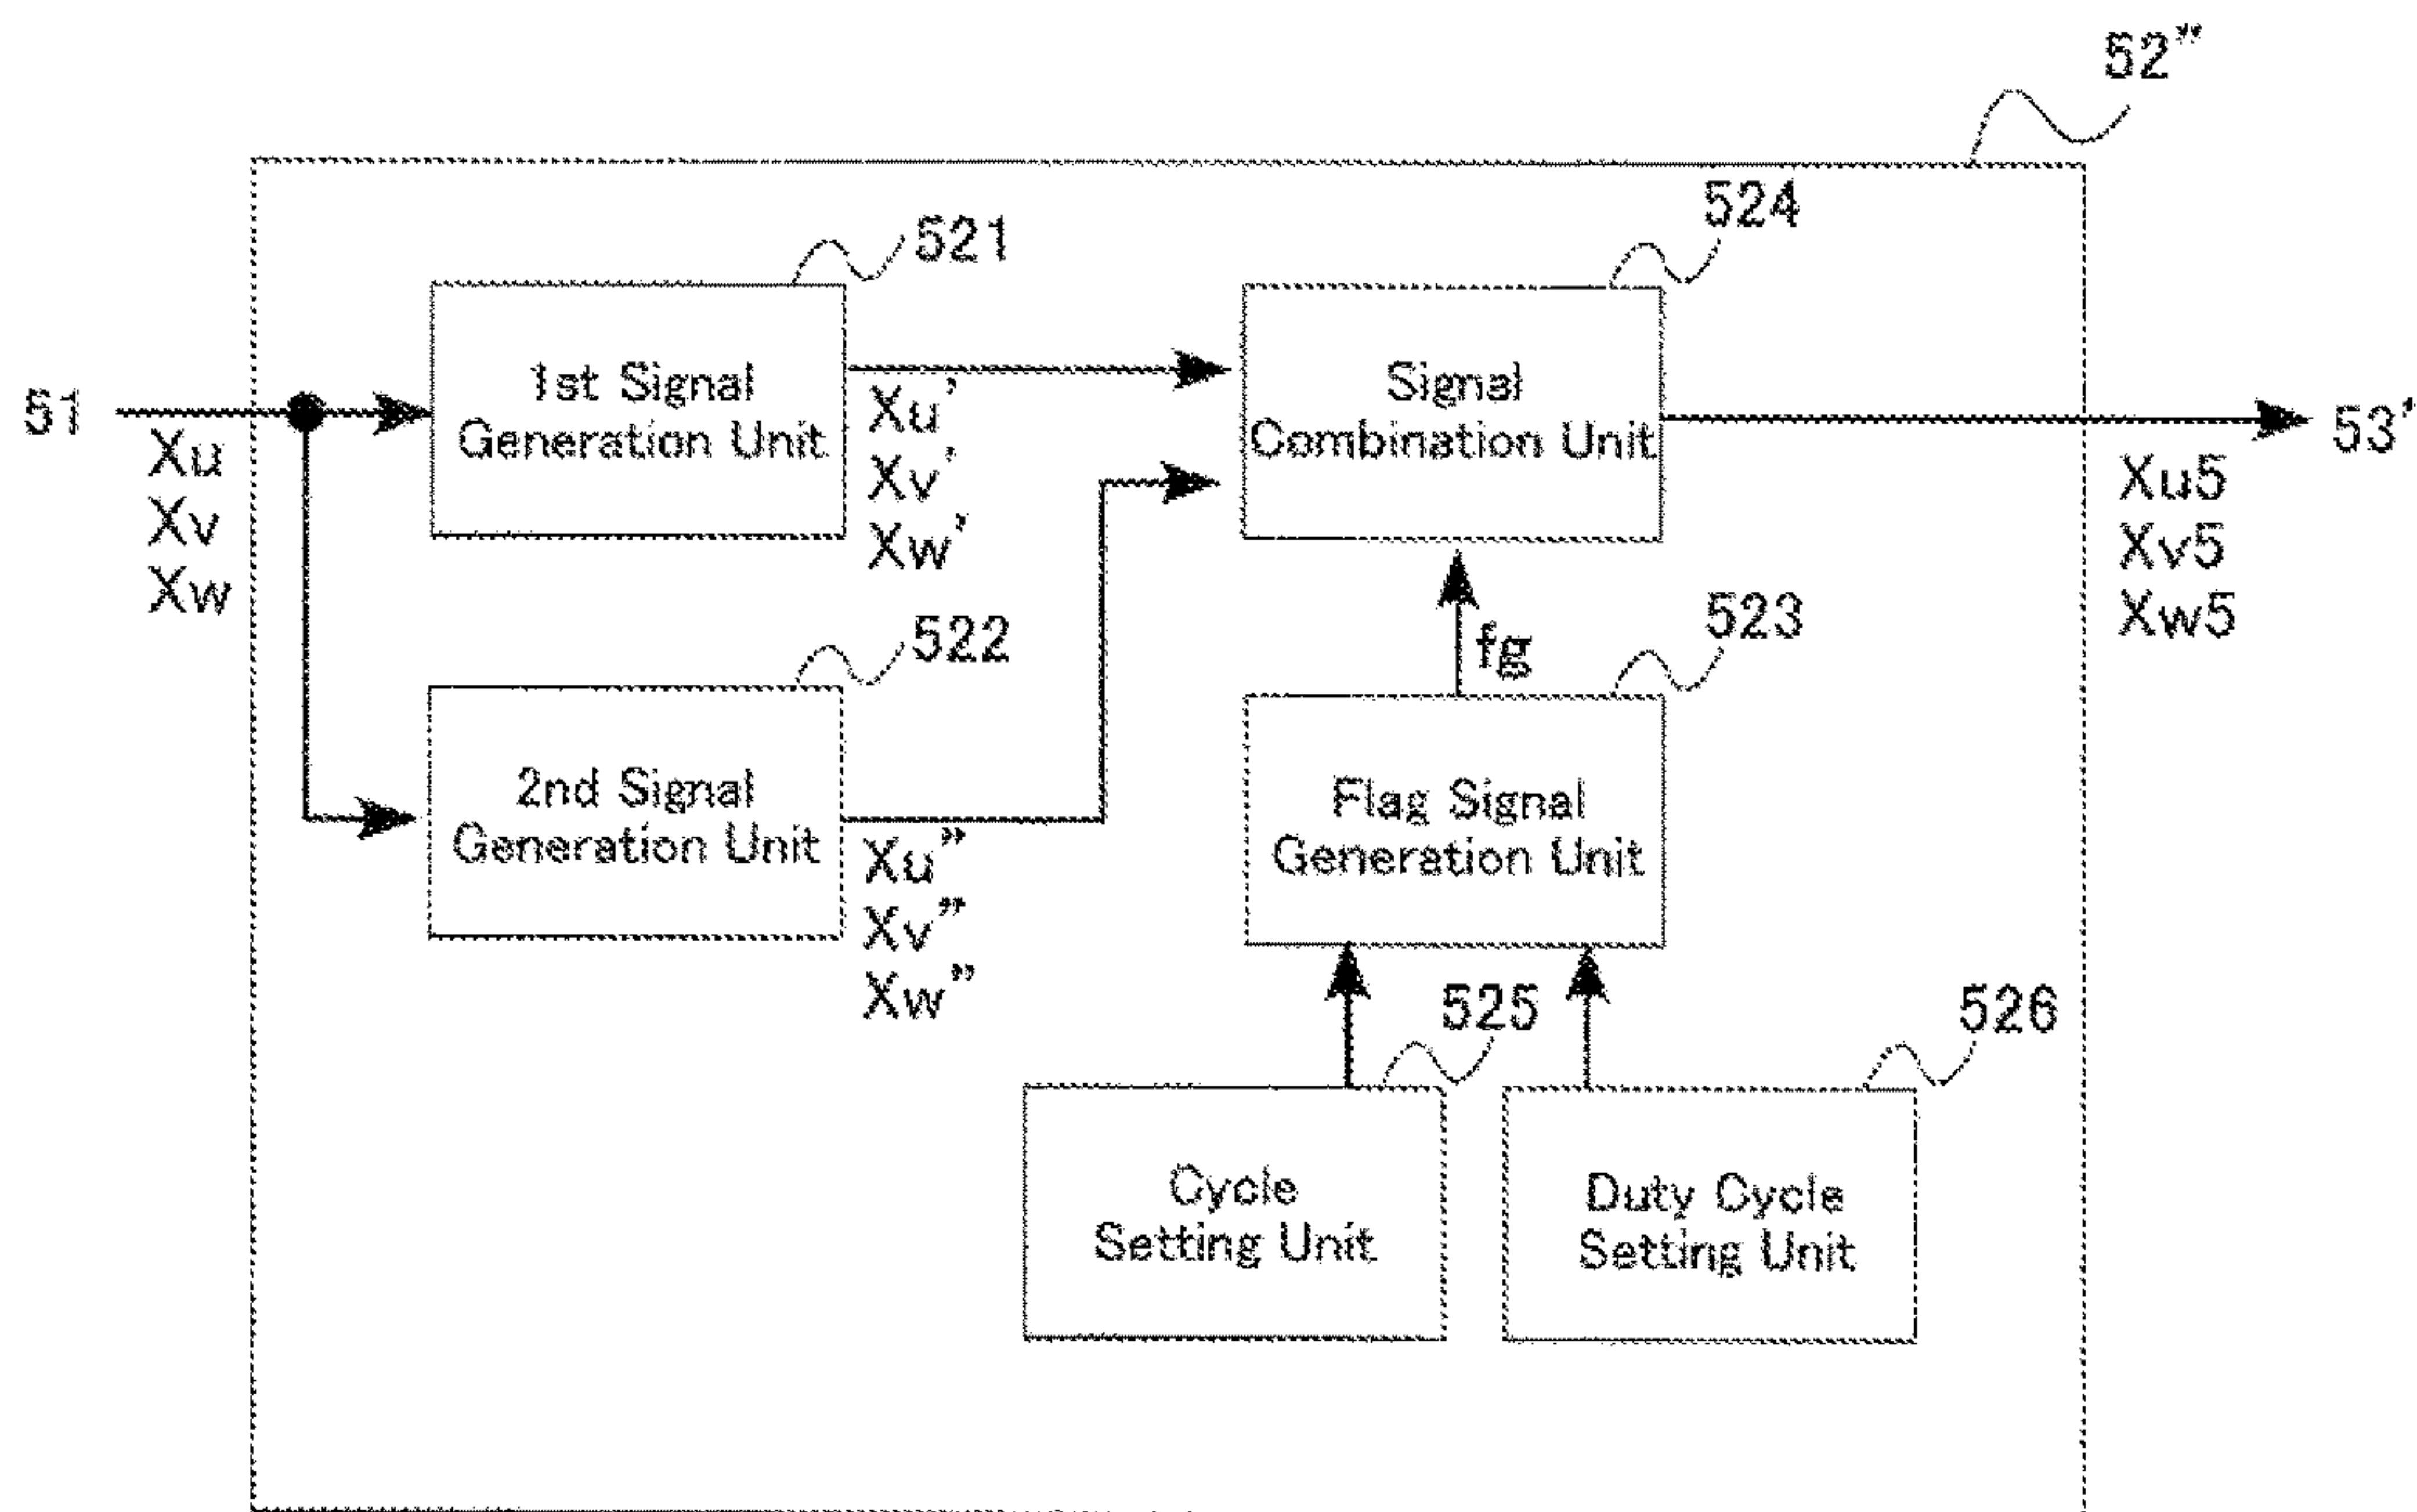 52”
524
521
1st Signal
Generation Unit
Signal
Combination Unit
51
Xu
Xv
Xw
Xu’
Xv’
Xw’
53’
Xu5
Xv5
Xw5
522
fg
523
2nd Signal
Generation Unit
Flag Signal
Generation Unit
Xu”
Xv”
Xw”
525
526
Cycle
Setting Unit
Duty Cycle
Setting Unit